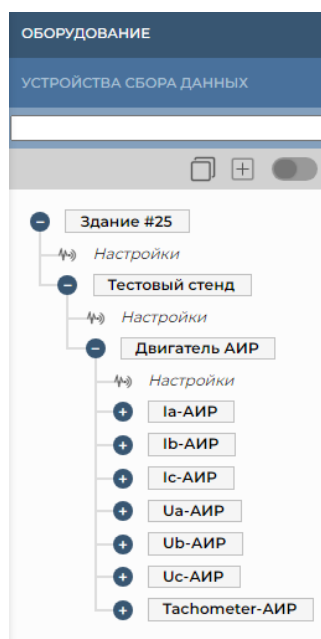 ОБОРУДОВАНИЕ
УСТРОЙСТВА СБОРА ДАННЫХ
Здание #25
Настройки
Тестовый стенд
Настройки
Двигатель АИР
Настройки
Ia-АИР
Ib-АИР
Ic-АИР
Ua-АИР
Ub-АИР
Uc-АИР
Tachometer-АИР